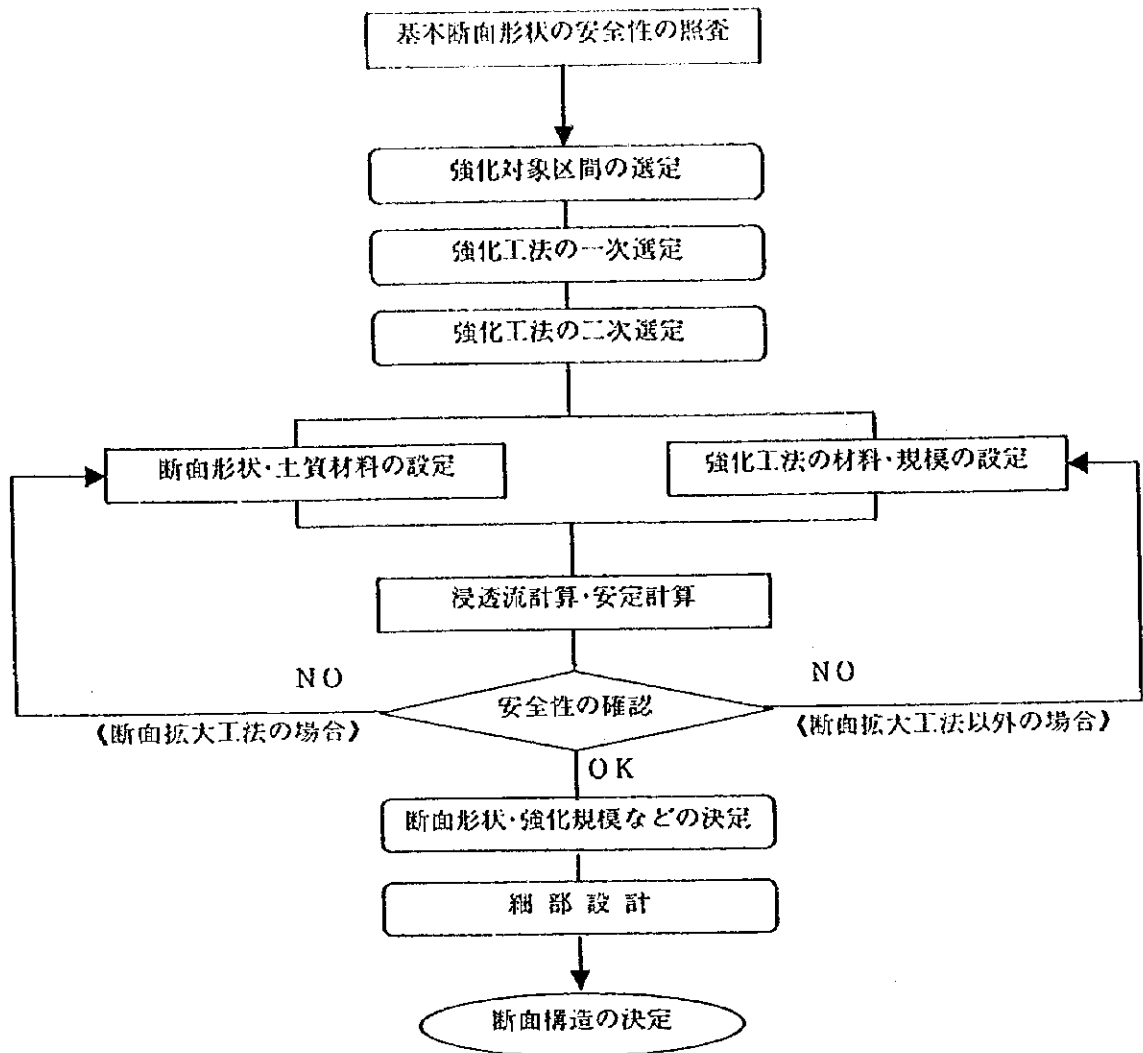 基本断面形状の安全性の照査
強化対象区間の選定
強化工法の一次選定
強化工法の二次選定
断面形状・土質材料の設定
強化工法の材料・規模の設定
浸透流計算・安定計算
NO
NO
安全性の確認
《断面拡大工法の場合》
《断面拡大工法以外の場合》
OK
断面形状・強化規模などの決定
細部設計
断面構造の決定